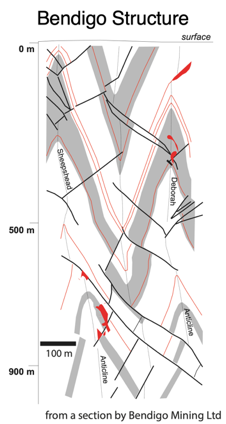 Bendigo Structure
surface
0 m
Sheepshead
Deborah
500 m
100 m
Anticline
Anticline
900 m
from a section by Bendigo Mining Ltd